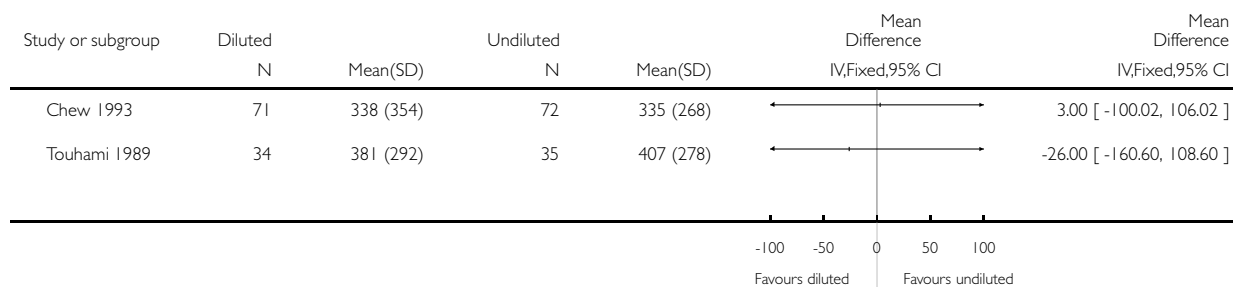 Study or subgroup Diluted Undiluted Mean Difference Mean Difference
N Mean(SD) N Mean(SD) IV,Fixed,95% CI IV,Fixed,95% CI
Chew 1993 71 338 (354) 72 335 (268) 3.00 [ -100.02, 106.02 ]
Touhami 1989 34 381 (292) 35 407 (278) -26.00 [ -160.60, 108.60 ]
-100 -50 0 50 100
Favours diluted Favours undiluted